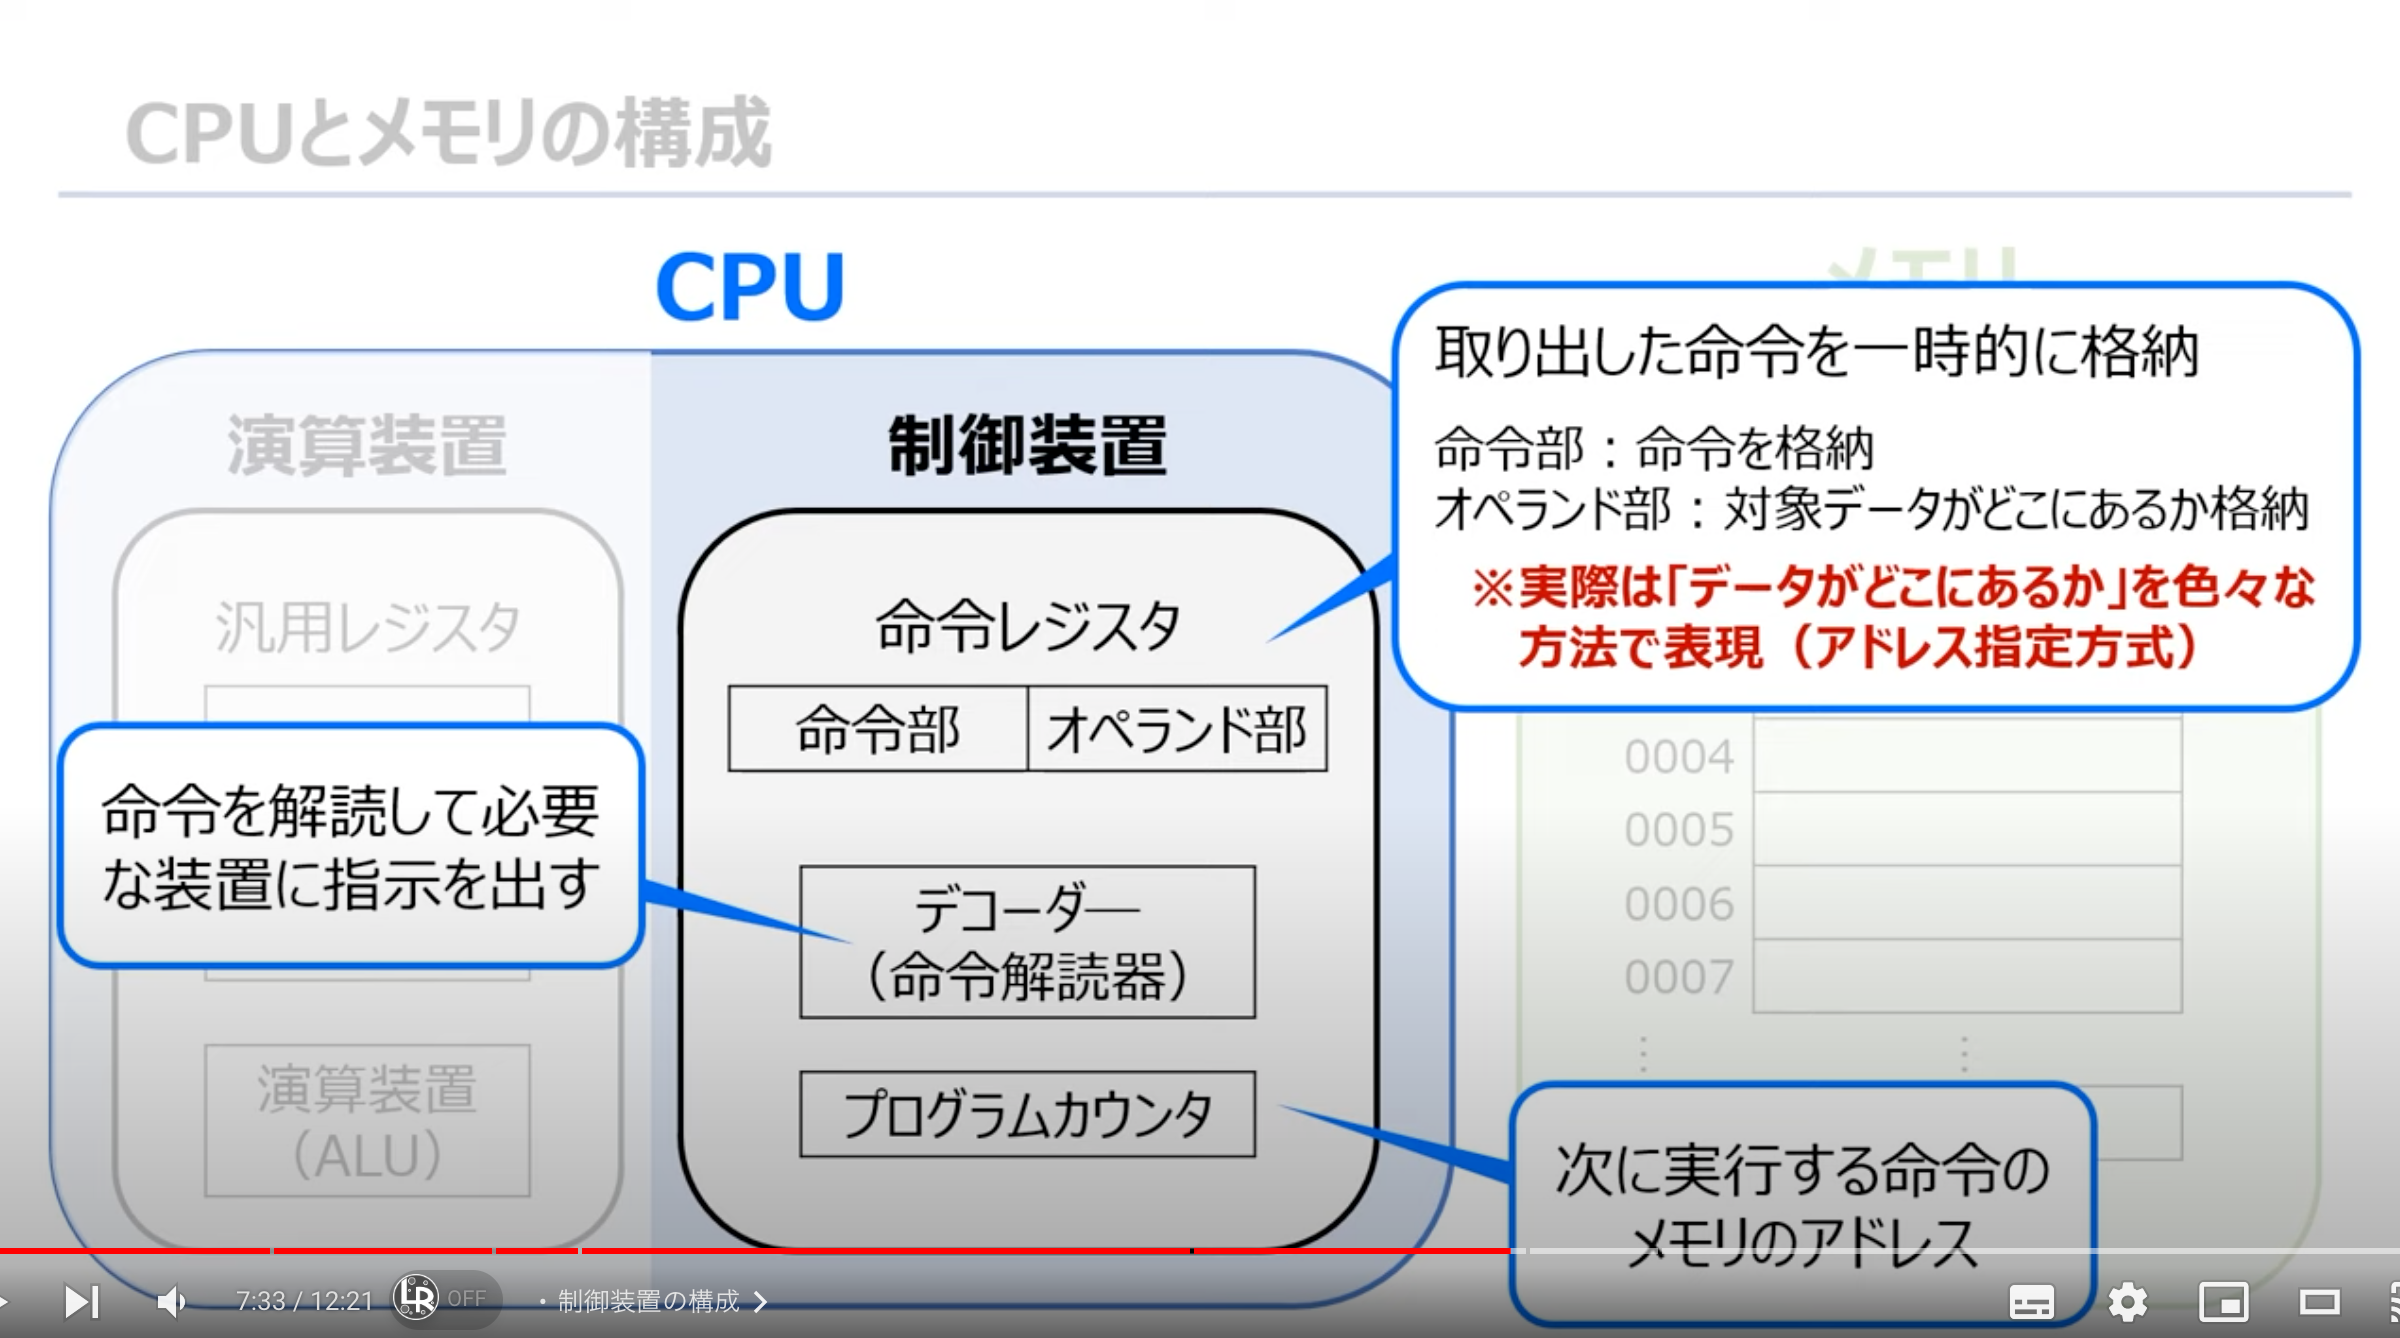 CPUとメモリの構成
CPU
メモリ
演算装置
汎用レジスタ
演算装置
（ALU）
制御装置
命令レジスタ
命令部 オペランド部
デコーダ―
（命令解読器）
プログラムカウンタ
命令を解読して必要
な装置に指示を出す
取り出した命令を一時的に格納
命令部：命令を格納
オペランド部：対象データがどこにあるか格納
※実際は「データがどこにあるか」を色々な
方法で表現（アドレス指定方式）
0004
0005
0006
0007
⋮ ⋮
次に実行する命令の
メモリのアドレス
7:33 / 12:21 LR OFF ・制御装置の構成